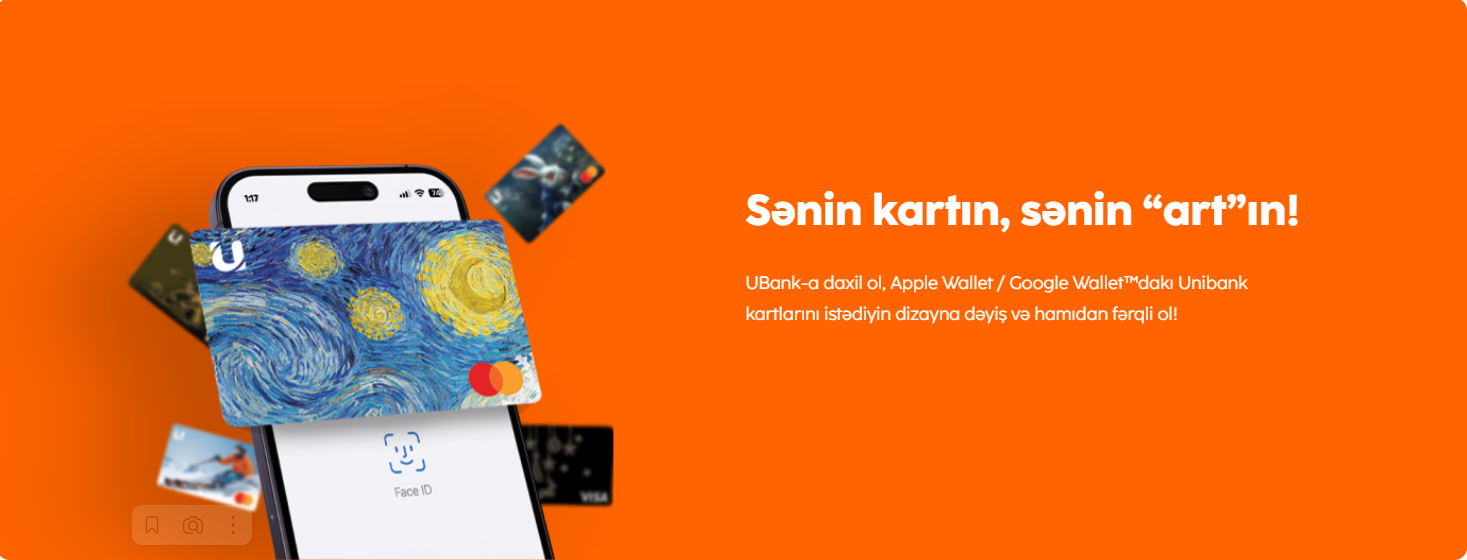 1:17
74
Sənin kartın, sənin “art”ın!
UBank-a daxil ol, Apple Wallet / Google Wallet™dakı Unibank
kartlarını istədiyin dizayna dəyiş və hamıdan fərqli ol!
Face ID
VISA